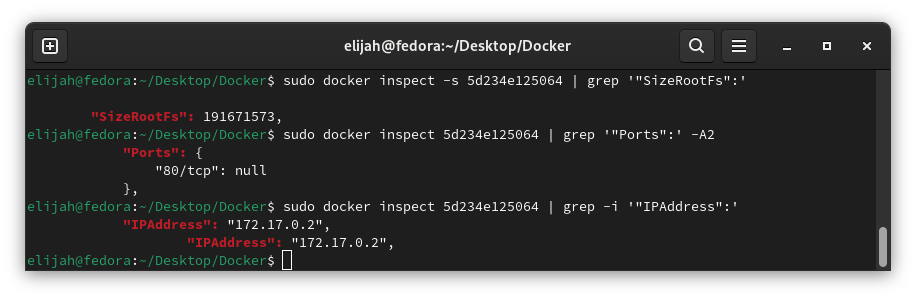 elijah@fedora:~/Desktop/Docker
elijah@fedora:~/Desktop/Docker$ sudo docker inspect -s 5d234e125064 | grep '"SizeRootFs":'
"SizeRootFs": 191671573,
elijah@fedora:~/Desktop/Docker$ sudo docker inspect 5d234e125064 | grep '"Ports":' -A2
"Ports": {
"80/tcp": null
},
elijah@fedora:~/Desktop/Docker$ sudo docker inspect 5d234e125064 | grep -i '"IPAddress":'
"IPAddress": "172.17.0.2",
"IPAddress": "172.17.0.2",
elijah@fedora:~/Desktop/Docker$